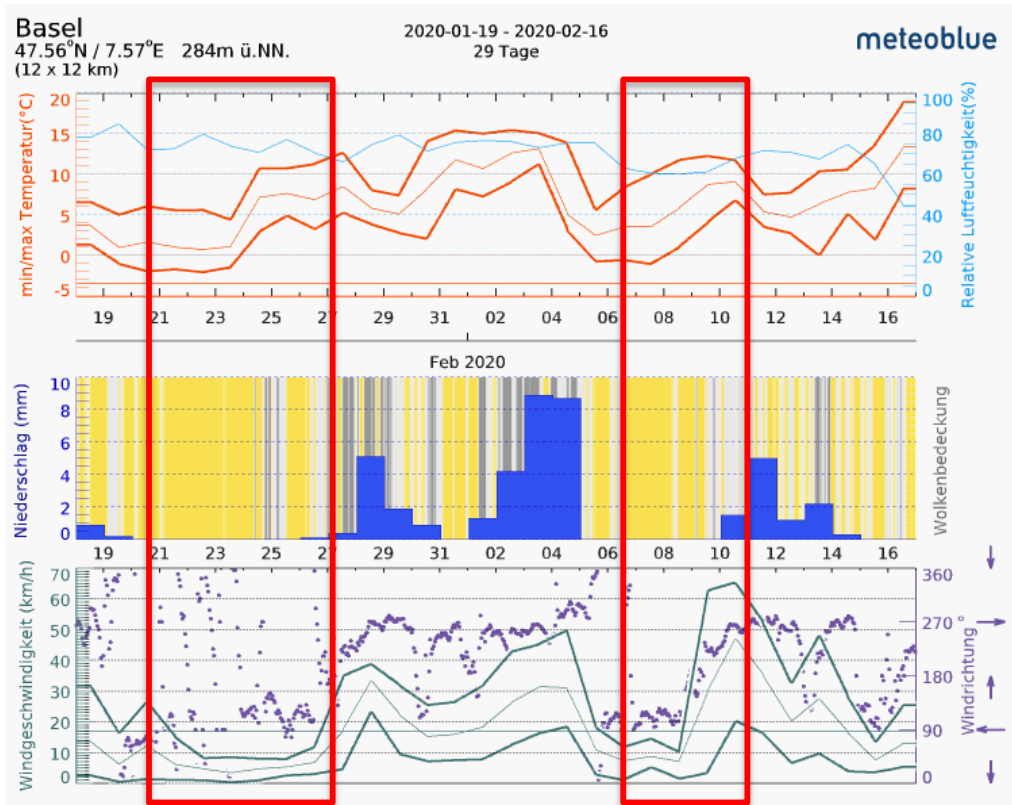 Basel
47.56°N / 7.57°E 284m ü.NN.
(12 x 12 km)
2020-01-19 - 2020-02-16
29 Tage
meteoblue
min/max Temperatur(°C)
20
15
10
5
0
-5
Relative Luftfeuchtigkeit(%)
100
80
60
40
20
0
19 21 23 25 27 29 31 02 04 06 08 10 12 14 16
Feb 2020
Niederschlag (mm)
10
8
6
4
2
0
Wolkenbedeckung
19 21 23 25 27 29 31 02 04 06 08 10 12 14 16
Windgeschwindigkeit (km/h)
70
60
50
40
30
20
10
0
Windrichtung °
360
270
180
90
0